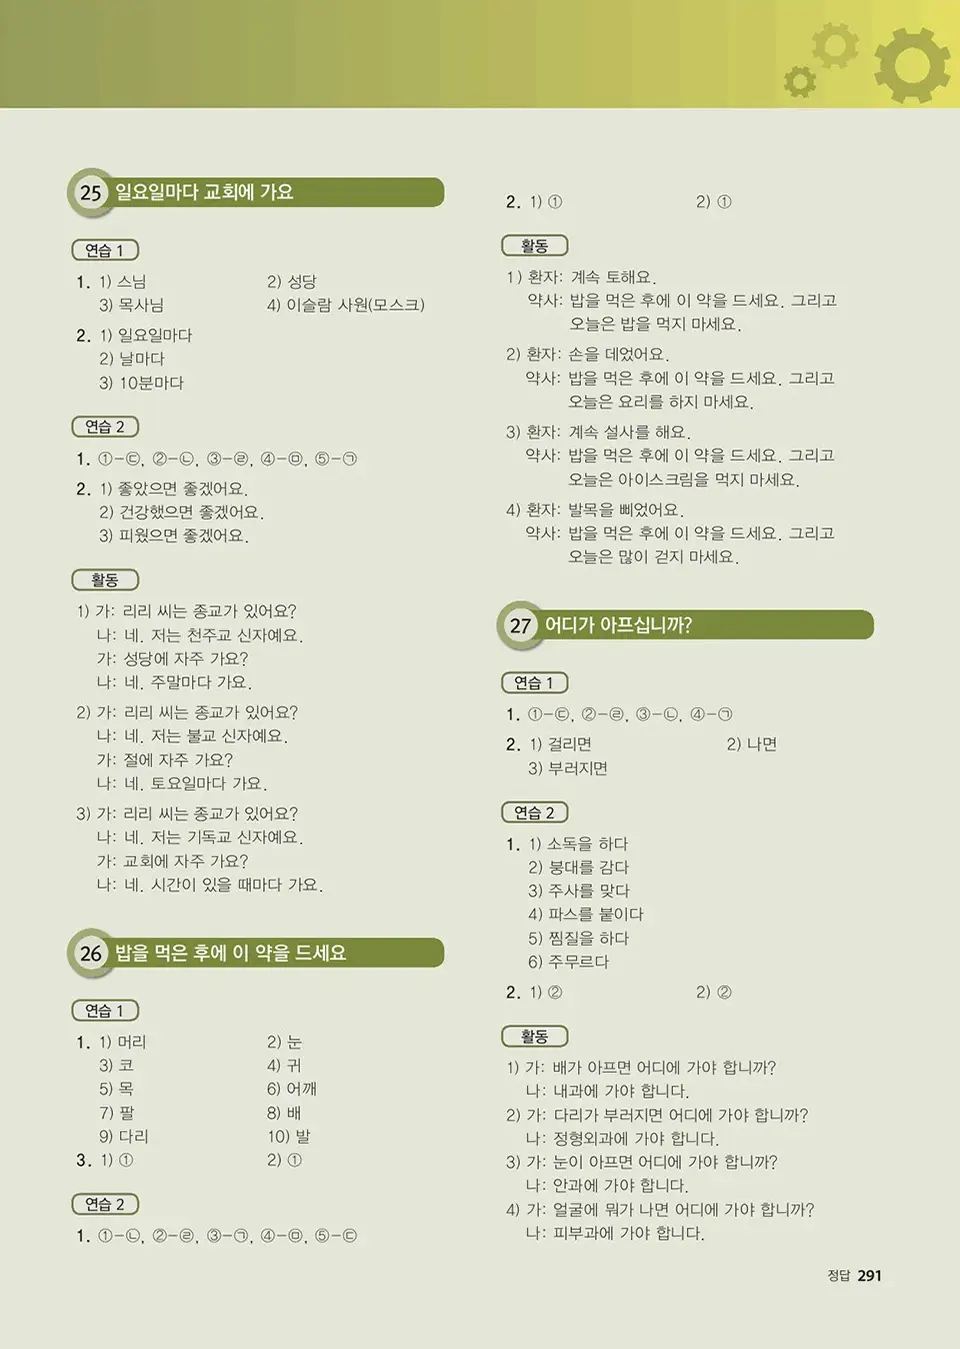 25 일요일마다 교회에 가요
연습 1
1. 1) 스님 2) 성당
3) 목사님 4) 이슬람 사원(모스크)
2. 1) 일요일마다
2) 날마다
3) 10분마다
연습 2
1. ①-㉢, ②-㉡, ③-㉣, ④-㉤, ⑤-㉠
2. 1) 좋았으면 좋겠어요.
2) 건강했으면 좋겠어요.
3) 피웠으면 좋겠어요.
활동
1) 가: 리리 씨는 종교가 있어요?
나: 네. 저는 천주교 신자예요.
가: 성당에 자주 가요?
나: 네. 주말마다 가요.
2) 가: 리리 씨는 종교가 있어요?
나: 네. 저는 불교 신자예요.
가: 절에 자주 가요?
나: 네. 토요일마다 가요.
3) 가: 리리 씨는 종교가 있어요?
나: 네. 저는 기독교 신자예요.
가: 교회에 자주 가요?
나: 네. 시간이 있을 때마다 가요.
26 밥을 먹은 후에 이 약을 드세요
연습 1
1. 1) 머리 2) 눈
3) 코 4) 귀
5) 목 6) 어깨
7) 팔 8) 배
9) 다리 10) 발
3. 1) ① 2) ①
연습 2
1. ①-㉡, ②-㉣, ③-㉠, ④-㉤, ⑤-㉢
2. 1) ① 2) ①
활동
1) 환자: 계속 토해요.
약사: 밥을 먹은 후에 이 약을 드세요. 그리고
오늘은 밥을 먹지 마세요.
2) 환자: 손을 데었어요.
약사: 밥을 먹은 후에 이 약을 드세요. 그리고
오늘은 요리를 하지 마세요.
3) 환자: 계속 설사를 해요.
약사: 밥을 먹은 후에 이 약을 드세요. 그리고
오늘은 아이스크림을 먹지 마세요.
4) 환자: 발목을 삐었어요.
약사: 밥을 먹은 후에 이 약을 드세요. 그리고
오늘은 많이 걷지 마세요.
27 어디가 아프십니까?
연습 1
1. ①-㉢, ②-㉣, ③-㉡, ④-㉠
2. 1) 걸리면 2) 나면
3) 부러지면
연습 2
1. 1) 소독을 하다
2) 붕대를 감다
3) 주사를 맞다
4) 파스를 붙이다
5) 찜질을 하다
6) 주무르다
2. 1) ② 2) ②
활동
1) 가: 배가 아프면 어디에 가야 합니까?
나: 내과에 가야 합니다.
2) 가: 다리가 부러지면 어디에 가야 합니까?
나: 정형외과에 가야 합니다.
3) 가: 눈이 아프면 어디에 가야 합니까?
나: 안과에 가야 합니다.
4) 가: 얼굴에 뭐가 나면 어디에 가야 합니까?
나: 피부과에 가야 합니다.
정답 291